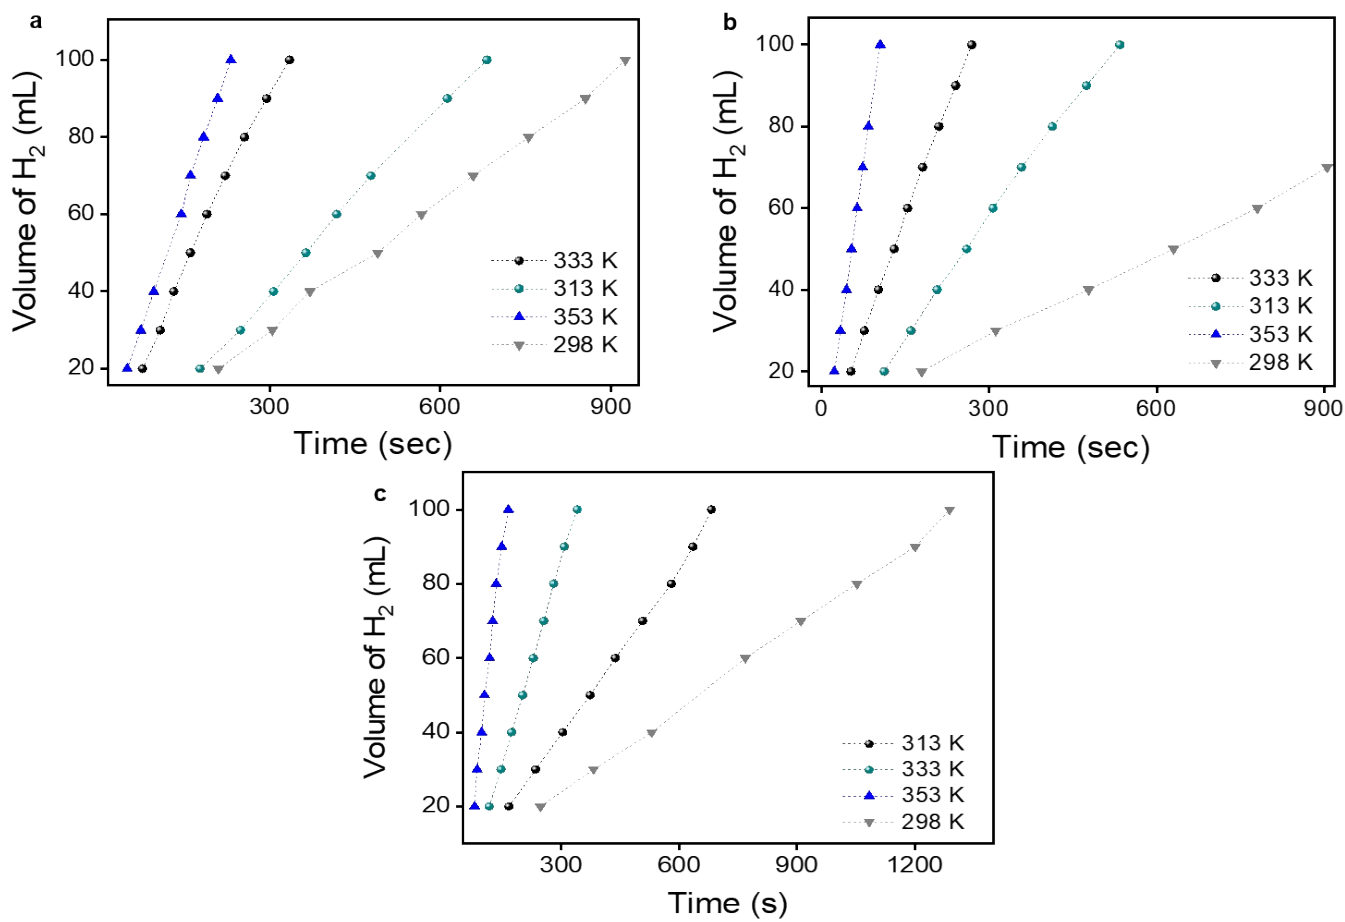 a
Volume of H2 (mL)
100
80
60
40
20
333 K
313 K
353 K
298 K
300
600
900
Time (sec)
b
Volume of H2 (mL)
100
80
60
40
20
333 K
313 K
353 K
298 K
0
300
600
900
Time (sec)
c
Volume of H2 (mL)
100
80
60
40
20
313 K
333 K
353 K
298 K
300
600
900
1200
Time (s)